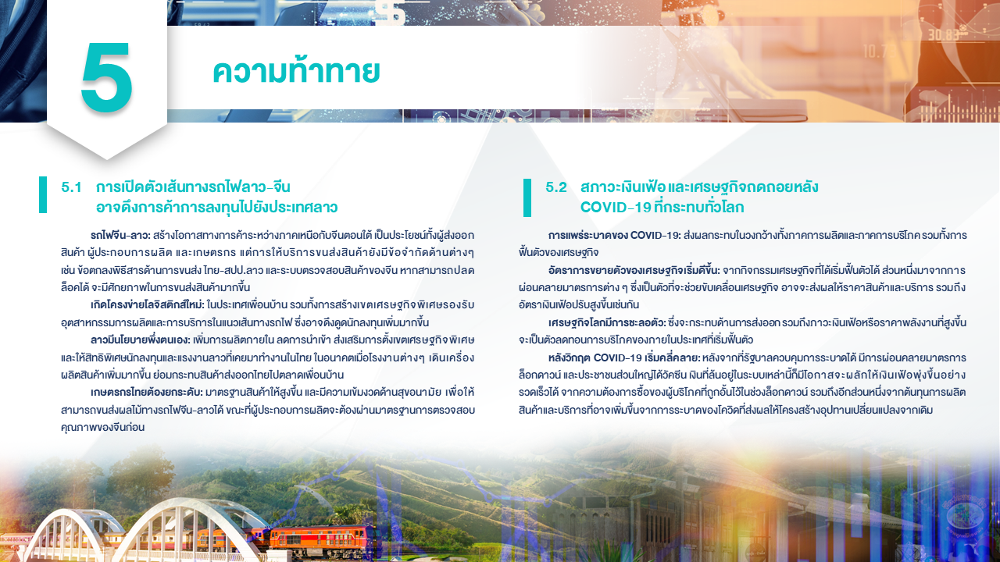 5
ความท้าทาย
30.83
5.1 การเปิดตัวเส้นทางรถไฟลาว-จีน
อาจดึงการค้าการลงทุนไปยังประเทศลาว
รถไฟจีน-ลาว: สร้างโอกาสทางการค้าระหว่างภาคเหนือกับจีนตอนใต้ เป็นประโยชน์ทั้งผู้ส่งออก
สินค้า ผู้ประกอบการผลิต และเกษตรกร แต่การให้บริการขนส่งสินค้ายังมีข้อจำกัดด้านต่างๆ
เช่น ข้อตกลงพิธีสารด้านการขนส่ง ไทย-สปป.ลาว และระบบตรวจสอบสินค้าของจีน หากสามารถปลด
ล็อคได้ จะมีศักยภาพในการขนส่งสินค้ามากขึ้น
เกิดโครงข่ายโลจิสติกส์ใหม่: ในประเทศเพื่อนบ้าน รวมทั้งการสร้างเขตเศรษฐกิจพิเศษรองรับ
อุตสาหกรรมการผลิตและการบริการในแนวเส้นทางรถไฟ ซึ่งอาจดึงดูดนักลงทุนเพิ่มมากขึ้น
ลาวมีนโยบายพึ่งตนเอง: เพิ่มการผลิตภายใน ลดการนำเข้า ส่งเสริมการตั้งเขตเศรษฐกิจพิเศษ
และให้สิทธิพิเศษนักลงทุนและแรงงานลาวที่เคยมาทำงานในไทย ในอนาคตเมื่อโรงงานต่างๆ เดินเครื่อง
ผลิตสินค้าเพิ่มมากขึ้น ย่อมกระทบสินค้าส่งออกไทยไปตลาดเพื่อนบ้าน
เกษตรกรไทยต้องยกระดับ: มาตรฐานสินค้าให้สูงขึ้น และมีความเข้มงวดด้านสุขอนามัย เพื่อให้
สามารถขนส่งผลไม้ทางรถไฟจีน-ลาวได้ ขณะที่ผู้ประกอบการผลิตจะต้องผ่านมาตรฐานการตรวจสอบ
คุณภาพของจีนก่อน
5.2 สภาวะเงินเฟ้อ และเศรษฐกิจถดถอยหลัง
COVID-19 ที่กระทบทั่วโลก
การแพร่ระบาดของ COVID-19: ส่งผลกระทบในวงกว้างทั้งภาคการผลิตและภาคการบริโภค รวมทั้งการ
ฟื้นตัวของเศรษฐกิจ
อัตราการขยายตัวของเศรษฐกิจเริ่มดีขึ้น: จากกิจกรรมเศรษฐกิจที่ได้เริ่มฟื้นตัวได้ ส่วนหนึ่งมาจากการ
ผ่อนคลายมาตรการต่าง ๆ ซึ่งเป็นตัวที่จะช่วยขับเคลื่อนเศรษฐกิจ อาจจะส่งผลให้ราคาสินค้าและบริการ รวมถึง
อัตราเงินเฟ้อปรับสูงขึ้นเช่นกัน
เศรษฐกิจโลกมีการชะลอตัว: ซึ่งจะกระทบด้านการส่งออก รวมถึงภาวะเงินเฟ้อหรือราคาพลังงานที่สูงขึ้น
จะเป็นตัวลดทอนการบริโภคของภายในประเทศที่เริ่มฟื้นตัว
หลังวิกฤต COVID-19 เริ่มคลี่คลาย: หลังจากที่รัฐบาลควบคุมการระบาดได้ มีการผ่อนคลายมาตรการ
ล็อกดาวน์ และประชาชนส่วนใหญ่ได้วัคซีน เงินที่ล้นอยู่ในระบบเหล่านี้ก็มีโอกาสจะผลักให้เงินเฟ้อพุ่งขึ้นอย่าง
รวดเร็วได้ จากความต้องการซื้อของผู้บริโภคที่ถูกอั้นไว้ในช่วงล็อกดาวน์ รวมถึงอีกส่วนหนึ่งจากต้นทุนการผลิต
สินค้าและบริการที่อาจเพิ่มขึ้นจากการระบาดของโควิดที่ส่งผลให้โครงสร้างอุปทานเปลี่ยนแปลงจากเดิม